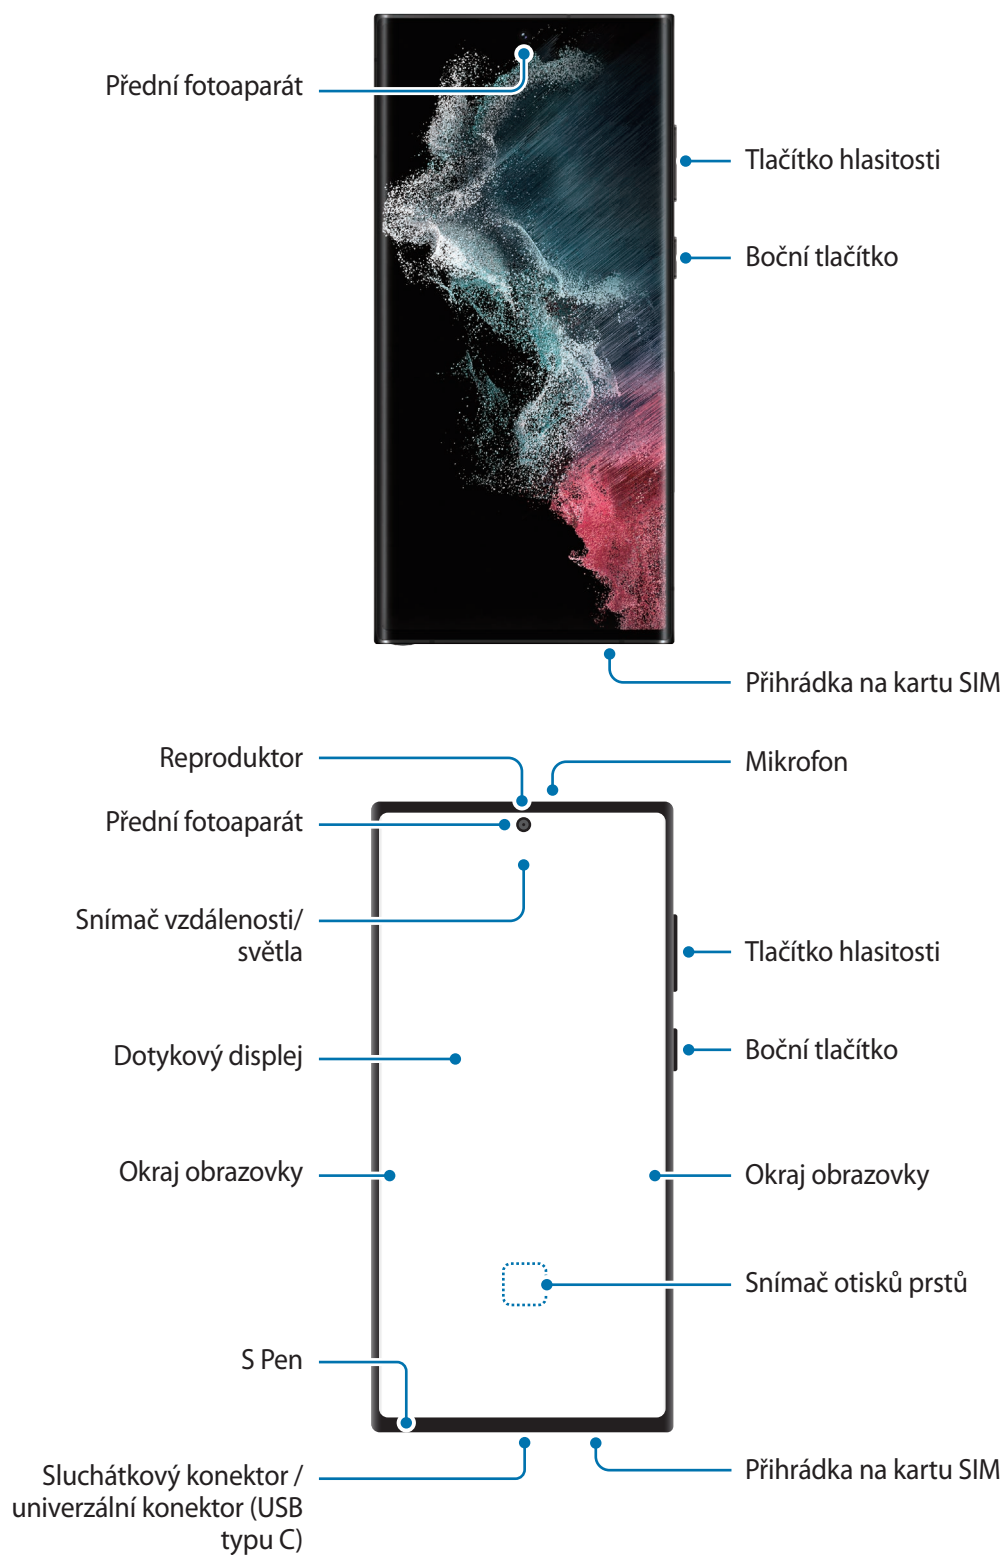 Přední fotoaparát
Tlačítko hlasitosti
Boční tlačítko
Přihrádka na kartu SIM
Reproduktor
Mikrofon
Přední fotoaparát
Snímač vzdálenosti/
světla
Tlačítko hlasitosti
Dotykový displej
Boční tlačítko
Okraj obrazovky
Okraj obrazovky
Snímač otisků prstů
S Pen
Sluchátkový konektor /
univerzální konektor (USB
typu C)
Přihrádka na kartu SIM